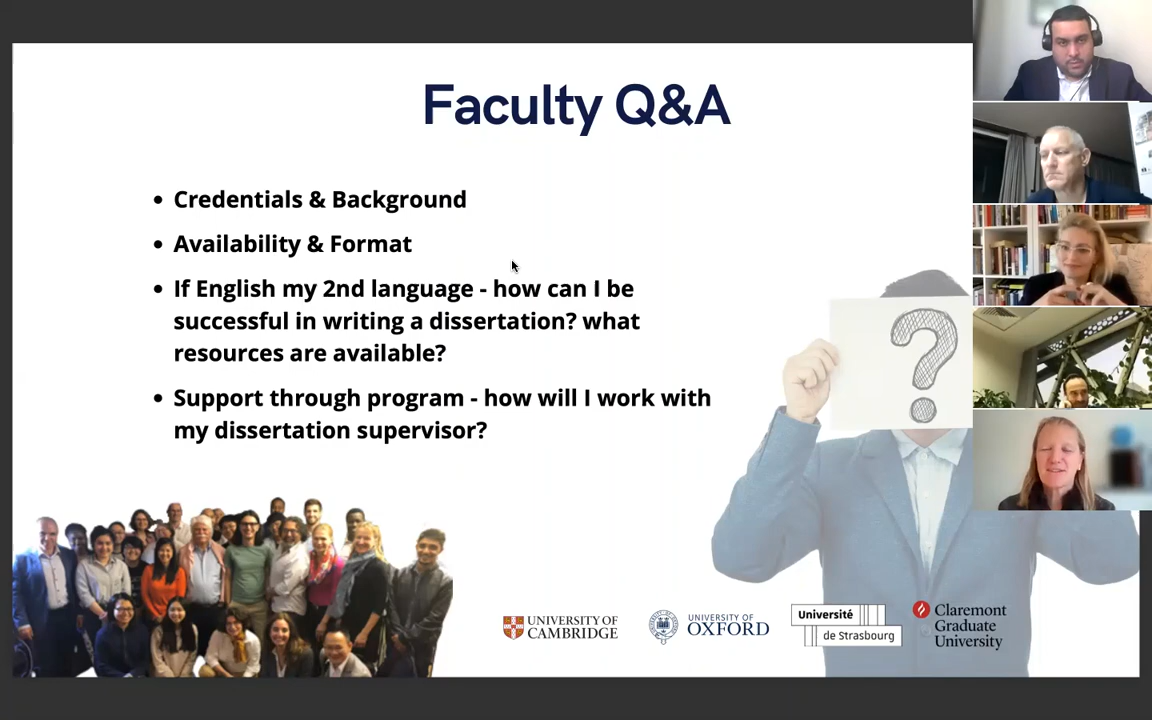 Faculty Q&A
• Credentials & Background
• Availability & Format
• If English my 2nd language - how can I be
successful in writing a dissertation? what
resources are available?
• Support through program - how will I work with
my dissertation supervisor?
?
UNIVERSITY OF
CAMBRIDGE
UNIVERSITY OF
OXFORD
Université
de Strasbourg
Claremont
Graduate
University